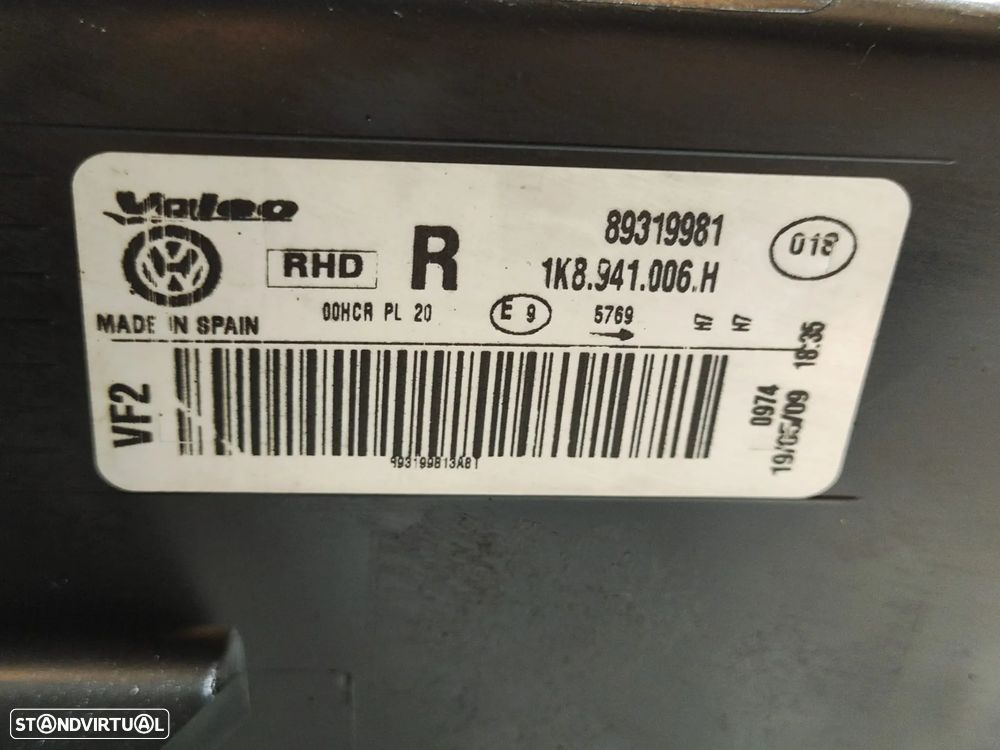 Valeo
RHD
R
89319981
1K8.941.006.H
018
00HCR PL 20
E 9
5769
H7 H7
MADE IN SPAIN
VF2
893199813A81
0974
19/05/09 18:35
STANDVIRTUAL